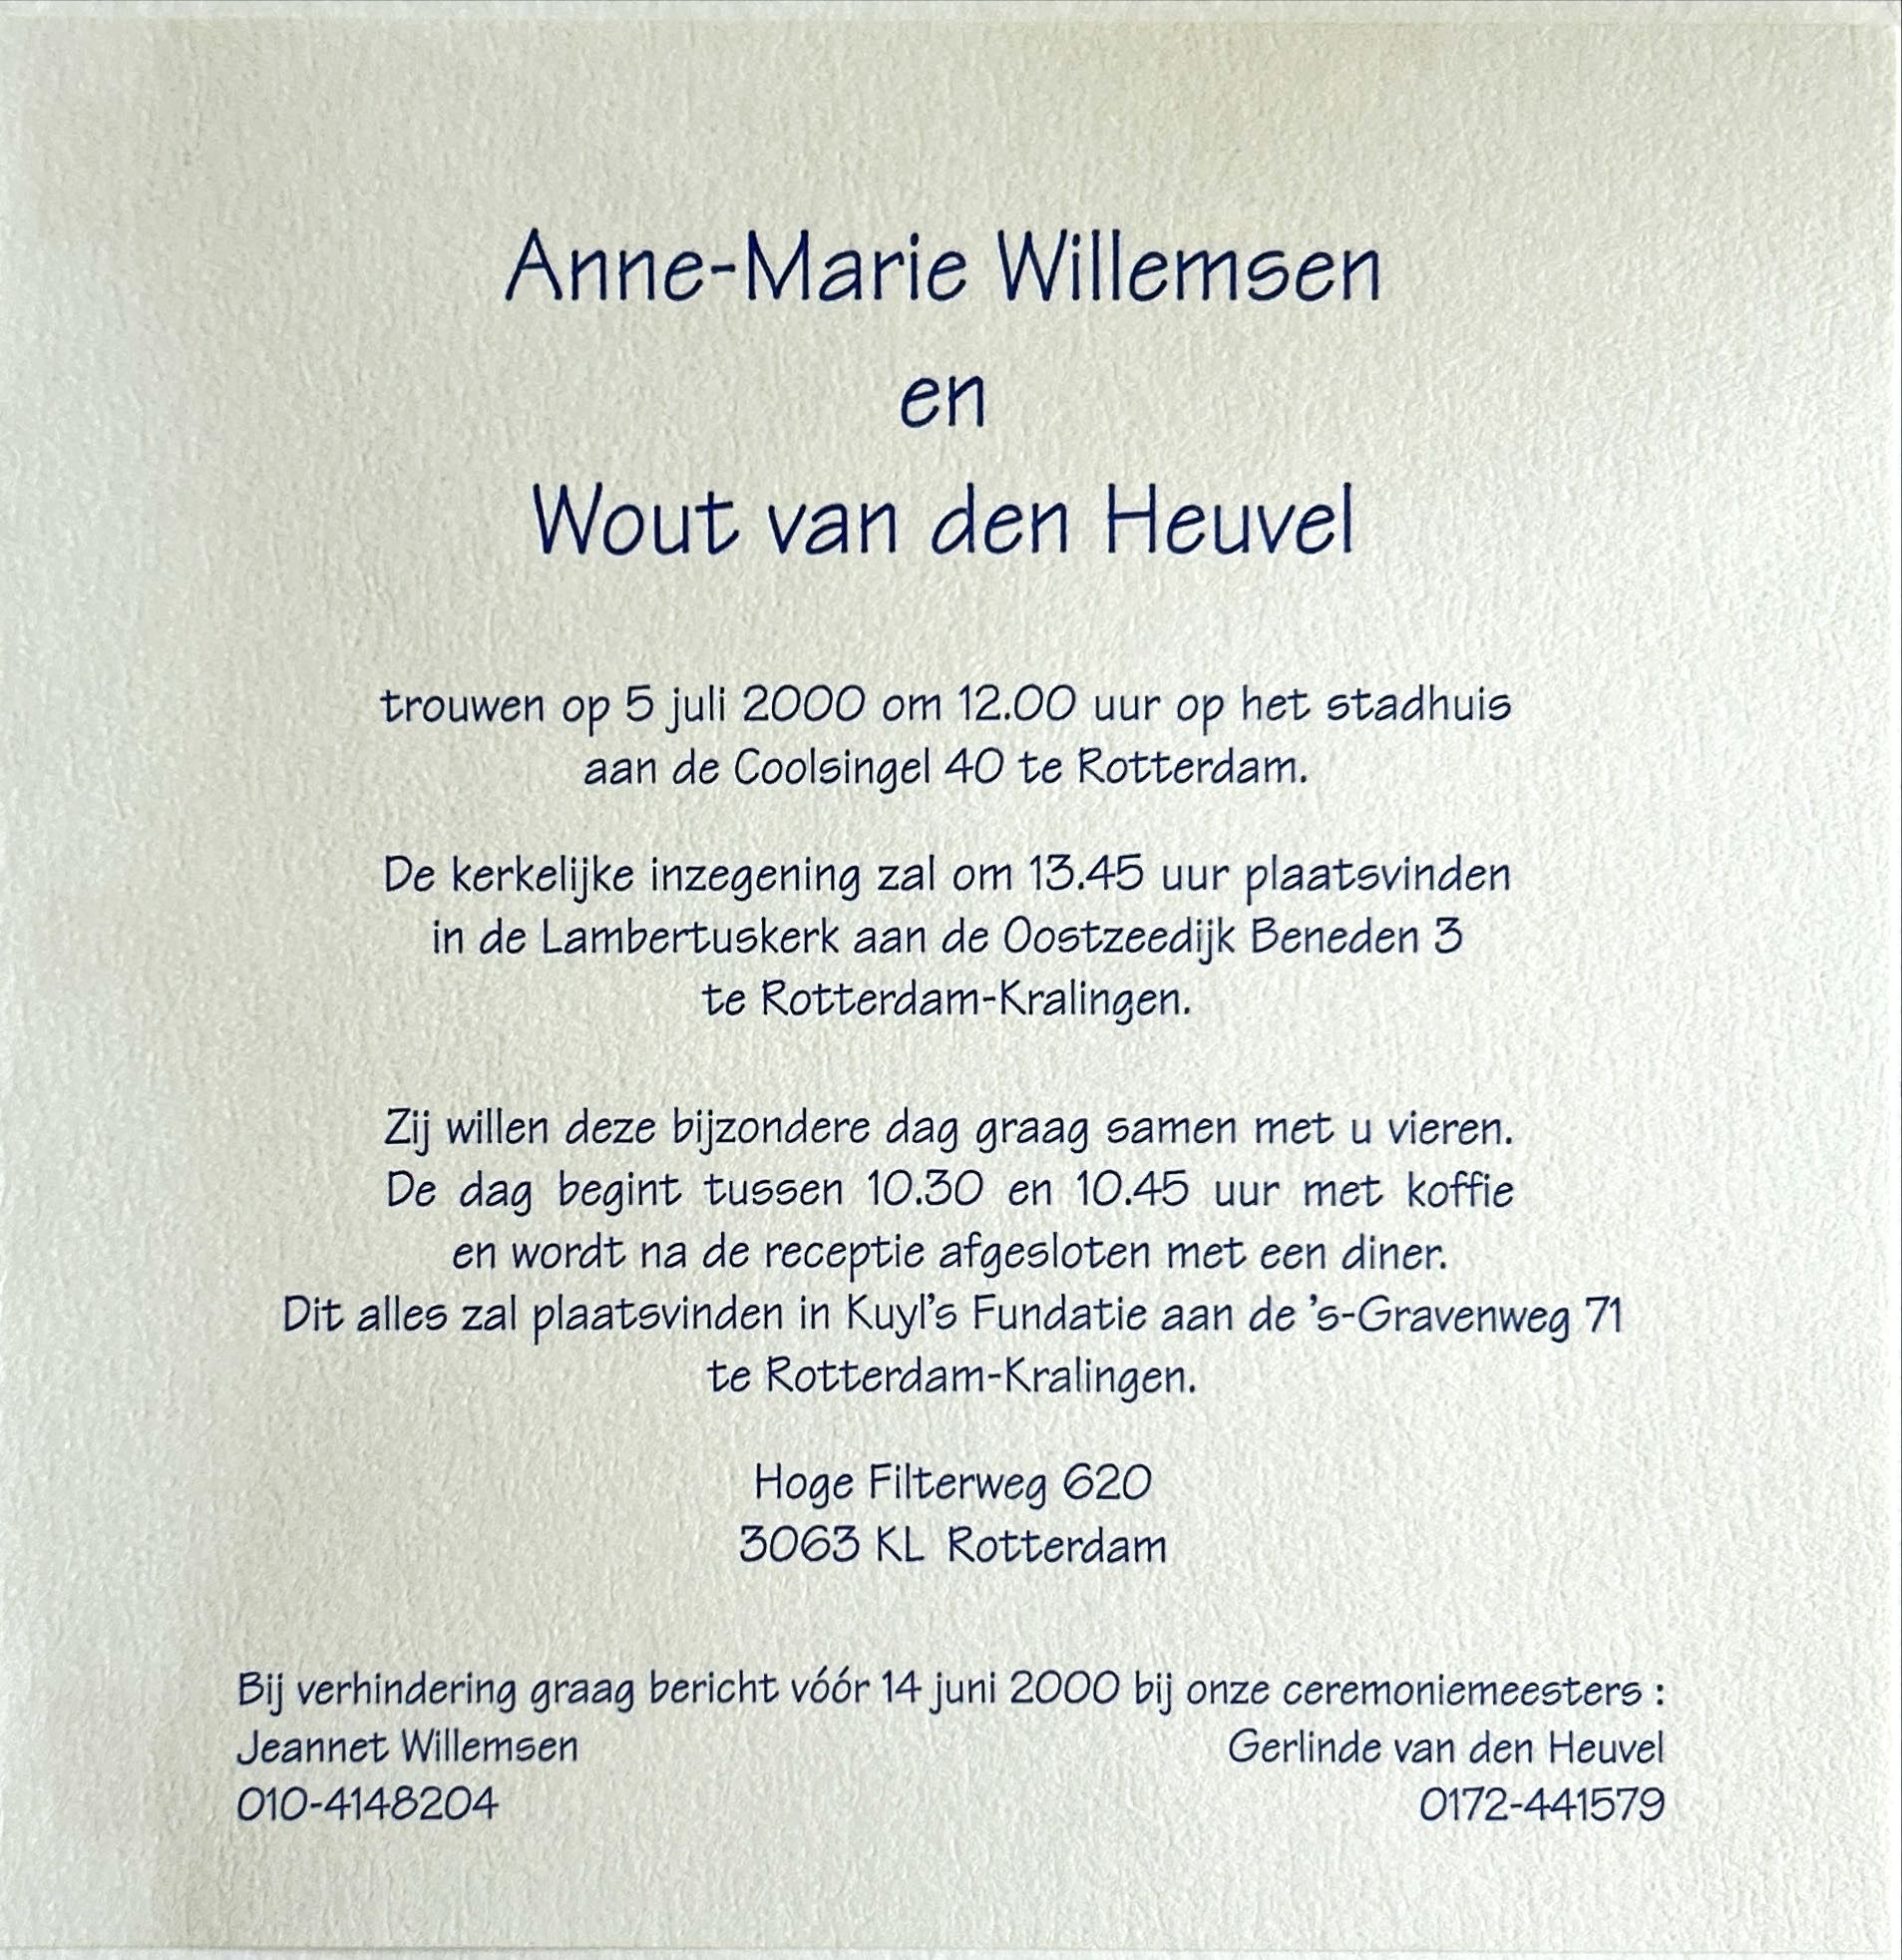 Anne-Marie Willemsen
en
Wout van den Heuvel
trouwen op 5 juli 2000 om 12.00 uur op het stadhuis
aan de Coolsingel 40 te Rotterdam.
De kerkelijke inzegening zal om 13.45 uur plaatsvinden
in de Lambertuskerk aan de Oostzeedijk Beneden 3
te Rotterdam-Kralingen.
Zij willen deze bijzondere dag graag samen met u vieren.
De dag begint tussen 10.30 en 10.45 uur met koffie
en wordt na de receptie afgesloten met een diner.
Dit alles zal plaatsvinden in Kuyl’s Fundatie aan de ’s-Gravenweg 71
te Rotterdam-Kralingen.
Hoge Filterweg 620
3063 KL Rotterdam
Bij verhindering graag bericht vóór 14 juni 2000 bij onze ceremoniemeesters :
Jeannet Willemsen Gerlinde van den Heuvel
010-4148204 0172-441579